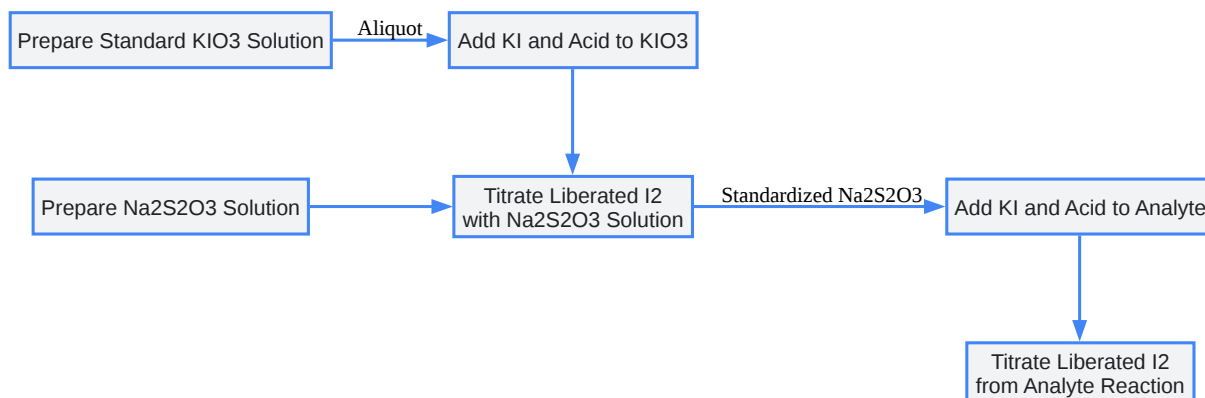 Prepare Standard KIO3 Solution
Aliquot
Add KI and Acid to KIO3
Prepare Na2S2O3 Solution
Titrate Liberated I2
with Na2S2O3 Solution
Standardized Na2S2O3
Add KI and Acid to Analyte
Titrate Liberated I2
from Analyte Reaction